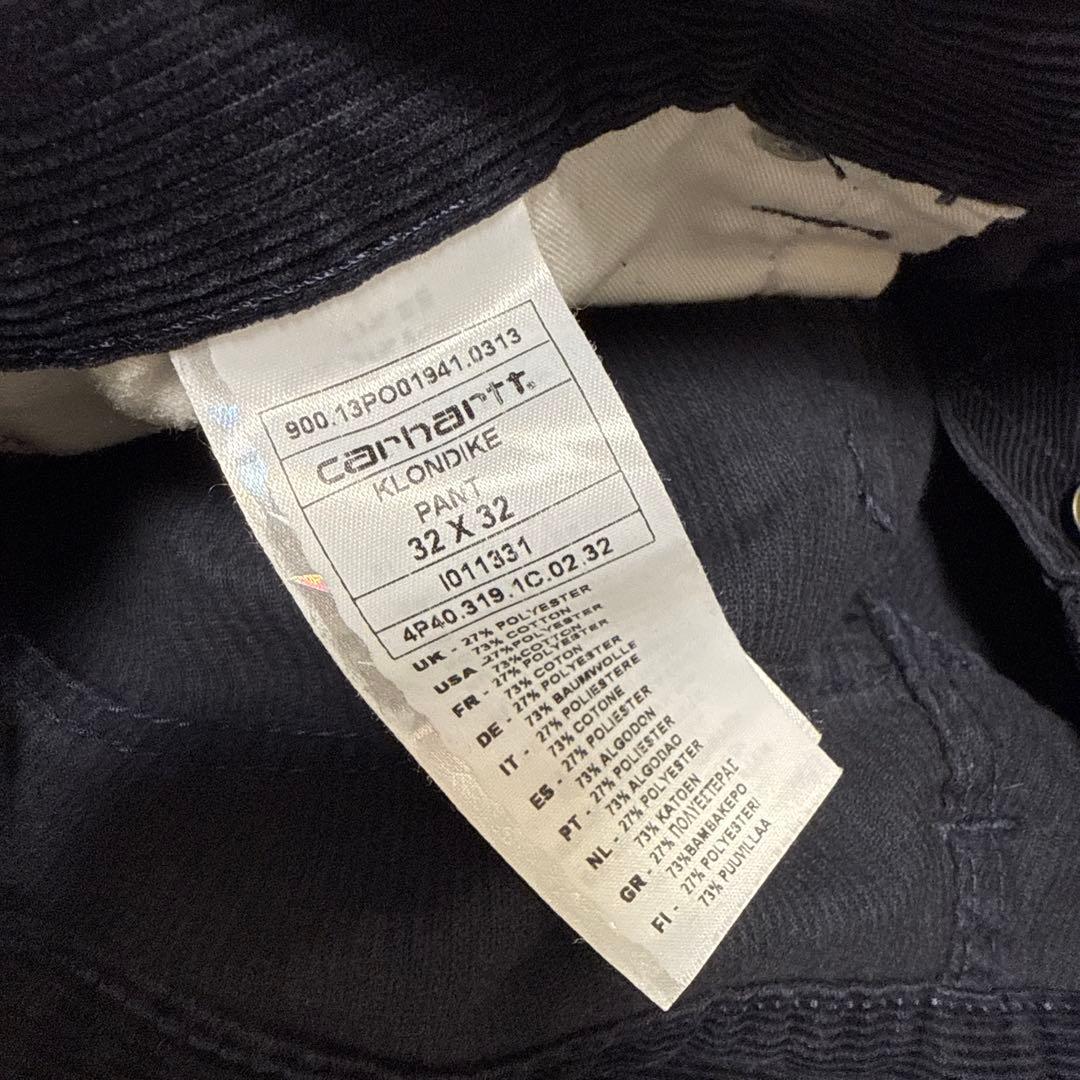 900.13PO01941.0313
carhartt®
KLONDIKE
PANT
32 X 32
I011331
4P40.319.1C.02.32
UK - 27% POLYESTER
73% COTTON
USA - 27%POLYESTER
73%COTTON
FR - 27% POLYESTER
73% COTON
DE - 27% POLYESTER
73% BAUMWOLLE
IT - 27% POLIESTERE
73% COTONE
ES - 27% POLIESTER
73% ALGODON
PT - 27% POLIESTER
73% ALGODAO
NL - 27% POLYESTER
73% KATOEN
GR - 27% ΠΟΛΥΕΣΤΕΡΑΣ
73%ΒΑΜΒΑΚΕΡΟ
FI - 27% POLYESTERI
73% PUUVILLAA